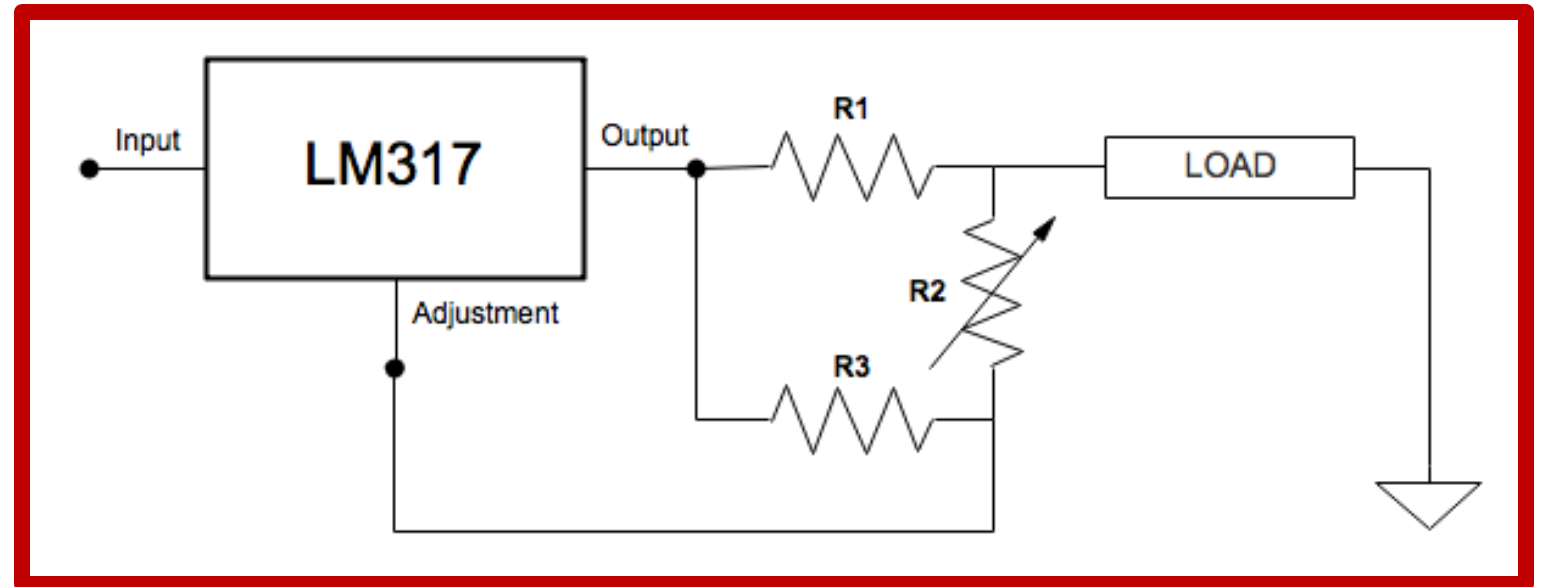 R1
Input
Output
LM317
LOAD
R2
Adjustment
R3